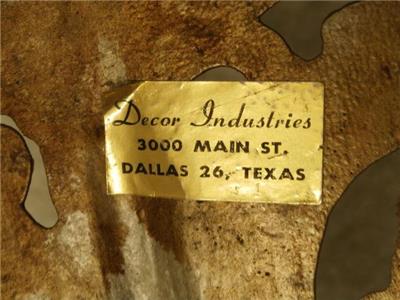 Decor Industries
3000 MAIN ST.
DALLAS 26, TEXAS